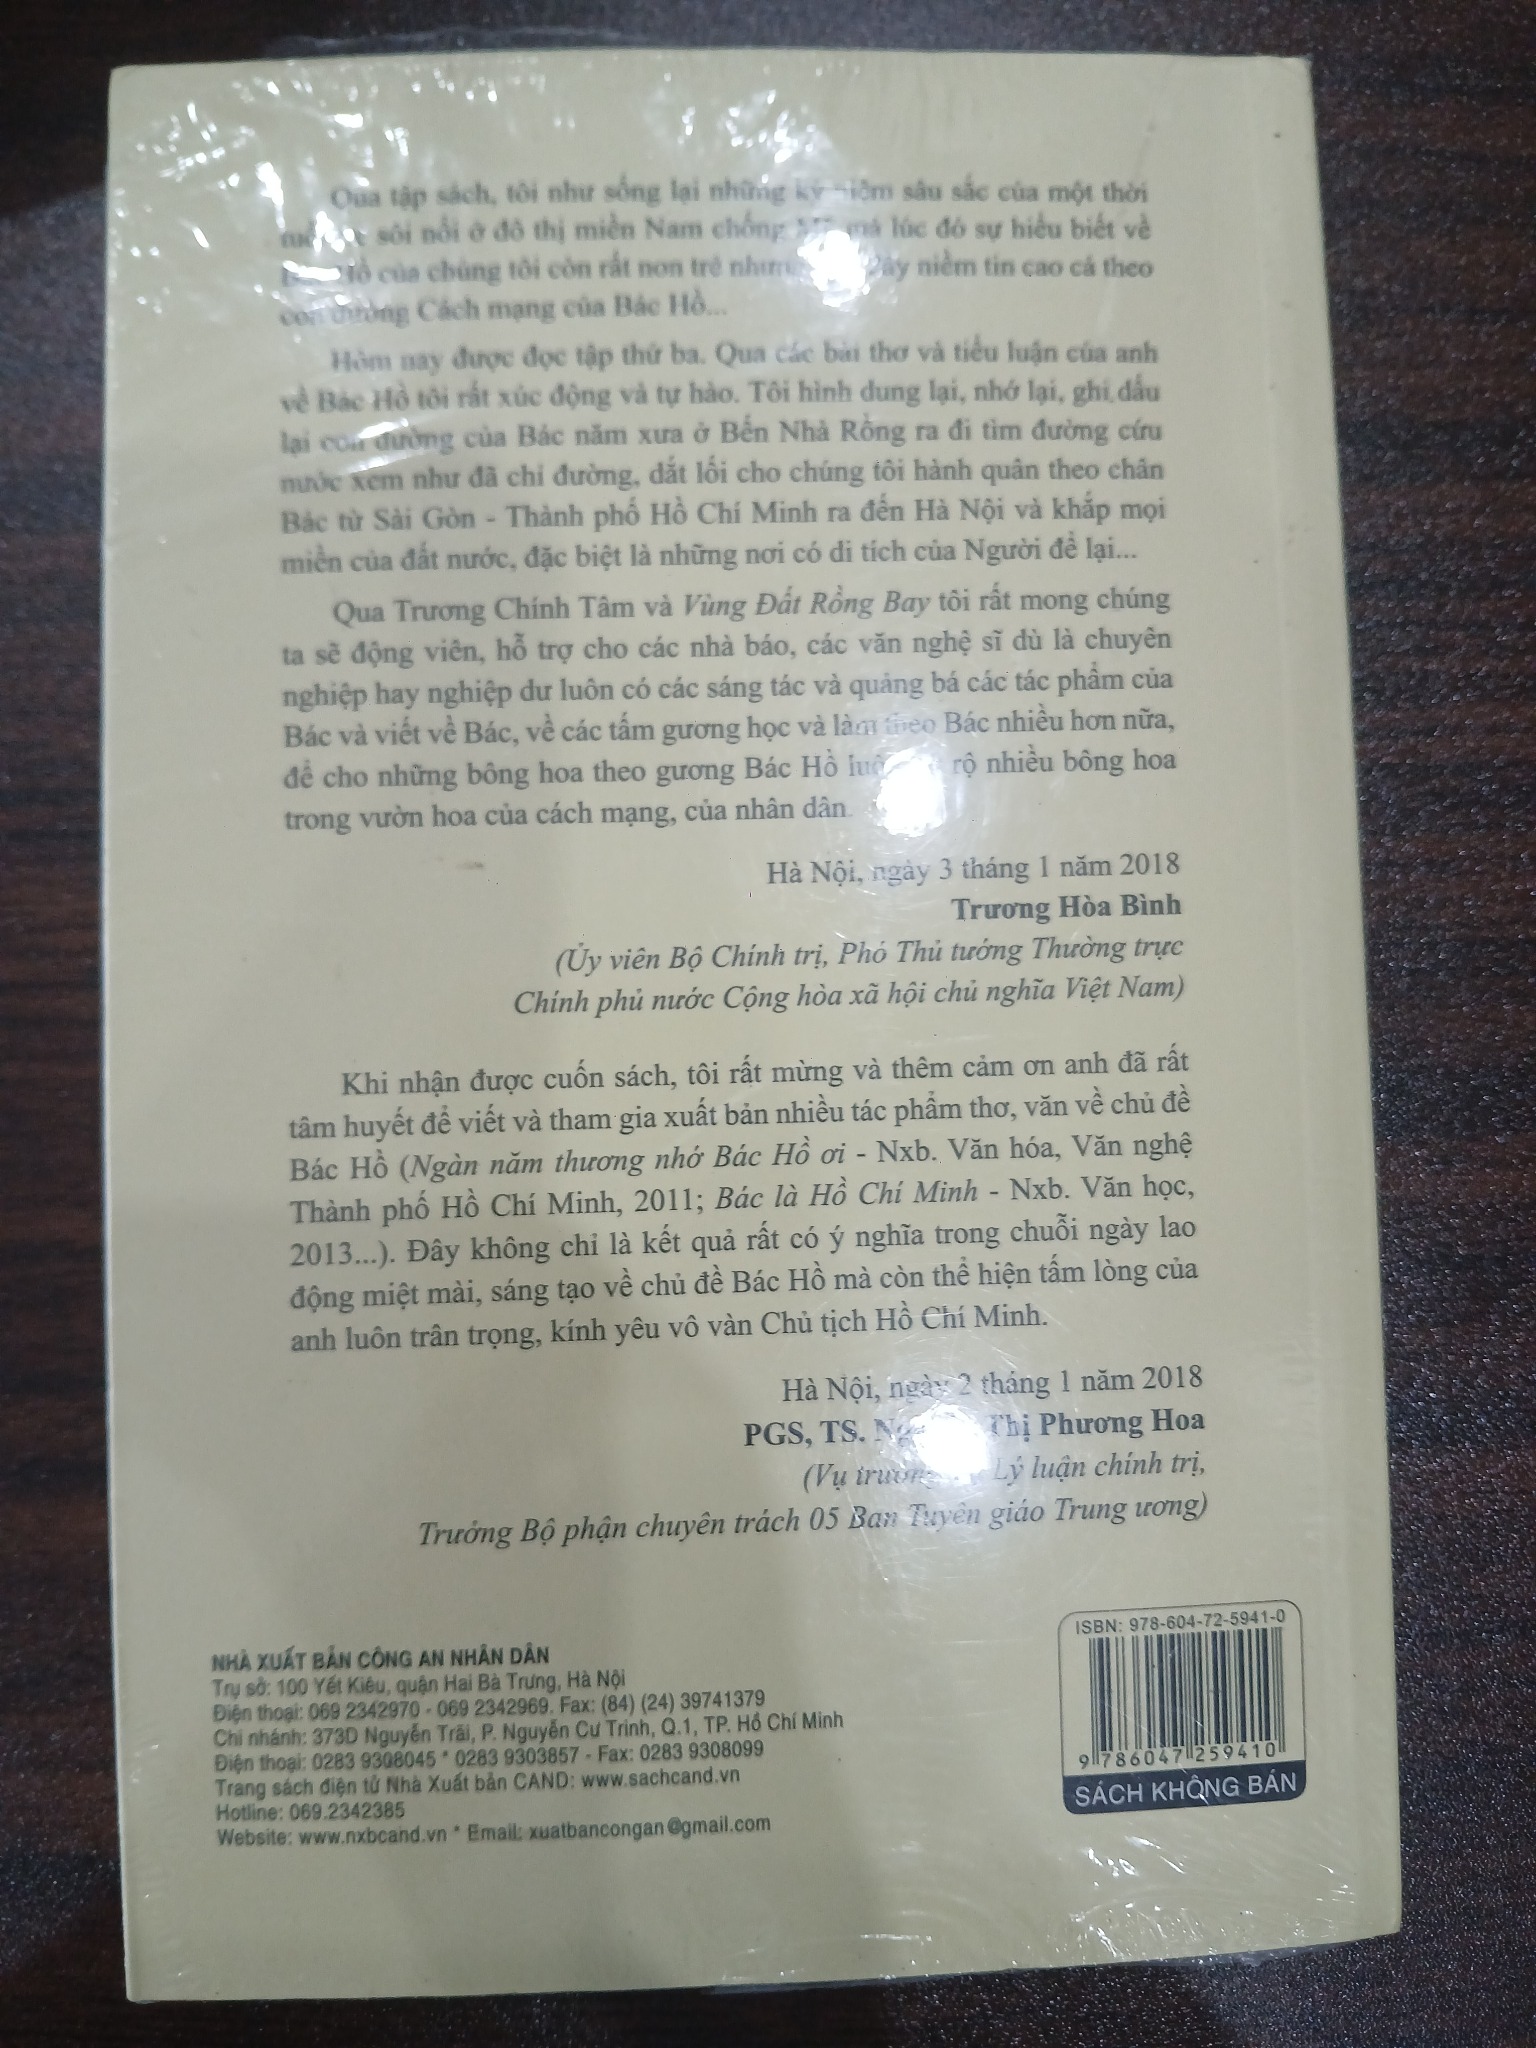 Qua tập sách, tôi như sống lại những kỷ niệm sâu sắc của một thời
sôi nổi ở đô thị miền Nam chống Mỹ mà lúc đó sự hiểu biết về
Hồ của chúng tôi còn rất non trẻ niềm tin cao cả theo
con đường Cách mạng của Bác Hồ...
Hôm nay được đọc tập thứ ba. Qua các bài thơ và tiểu luận của anh
về Bác Hồ tôi rất xúc động và tự hào. Tôi hình dung lại, nhớ lại, ghi dấu
lại con đường của Bác năm xưa ở Bến Nhà Rồng ra đi tìm đường cứu
nước xem như đã chỉ đường, dắt lối cho chúng tôi hành quân theo chân
Bác từ Sài Gòn - Thành phố Hồ Chí Minh ra đến Hà Nội và khắp mọi
miền của đất nước, đặc biệt là những nơi có di tích của Người để lại...
Qua Trương Chính Tâm và Vùng Đất Rồng Bay tôi rất mong chúng
ta sẽ động viên, hỗ trợ cho các nhà báo, các văn nghệ sĩ dù là chuyên
nghiệp hay nghiệp dư luôn có các sáng tác và quảng bá các tác phẩm của
Bác và viết về Bác, về các tấm gương học và làm theo Bác nhiều hơn nữa,
để cho những bông hoa theo gương Bác Hồ rộ nhiều bông hoa
trong vườn hoa của cách mạng, của nhân dân.
Hà Nội, ngày 3 tháng 1 năm 2018
Trương Hòa Bình
(Ủy viên Bộ Chính trị, Phó Thủ tướng Thường trực
Chính phủ nước Cộng hòa xã hội chủ nghĩa Việt Nam)
Khi nhận được cuốn sách, tôi rất mừng và thêm cảm ơn anh đã rất
tâm huyết để viết và tham gia xuất bản nhiều tác phẩm thơ, văn về chủ đề
Bác Hồ (Ngàn năm thương nhớ Bác Hồ ơi - Nxb. Văn hóa, Văn nghệ
Thành phố Hồ Chí Minh, 2011; Bác là Hồ Chí Minh - Nxb. Văn học,
2013...). Đây không chỉ là kết quả rất có ý nghĩa trong chuỗi ngày lao
động miệt mài, sáng tạo về chủ đề Bác Hồ mà còn thể hiện tấm lòng của
anh luôn trân trọng, kính yêu vô vàn Chủ tịch Hồ Chí Minh.
Hà Nội, ngày 2 tháng 1 năm 2018
PGS, TS. Thị Phương Hoa
(Vụ trưởng Lý luận chính trị,
Trưởng Bộ phận chuyên trách 05 Ban Tuyên giáo Trung ương)
NHÀ XUẤT BẢN CÔNG AN NHÂN DÂN
Trụ sở: 100 Yết Kiêu, quận Hai Bà Trưng, Hà Nội
Điện thoại: 069 2342970 - 069 2342969. Fax: (84) (24) 39741379
Chi nhánh: 373D Nguyễn Trãi, P. Nguyễn Cư Trinh, Q.1, TP. Hồ Chí Minh
Điện thoại: 0283 9308045 * 0283 9303857 - Fax: 0283 9308099
Trang sách điện tử Nhà Xuất bản CAND: www.sachcand.vn
Hotline: 069.2342385
Website: www.nxbcand.vn * Email: xuatbancongan@gmail.com
ISBN: 978-604-72-5941-0
9 786047 259410
SÁCH KHÔNG BÁN